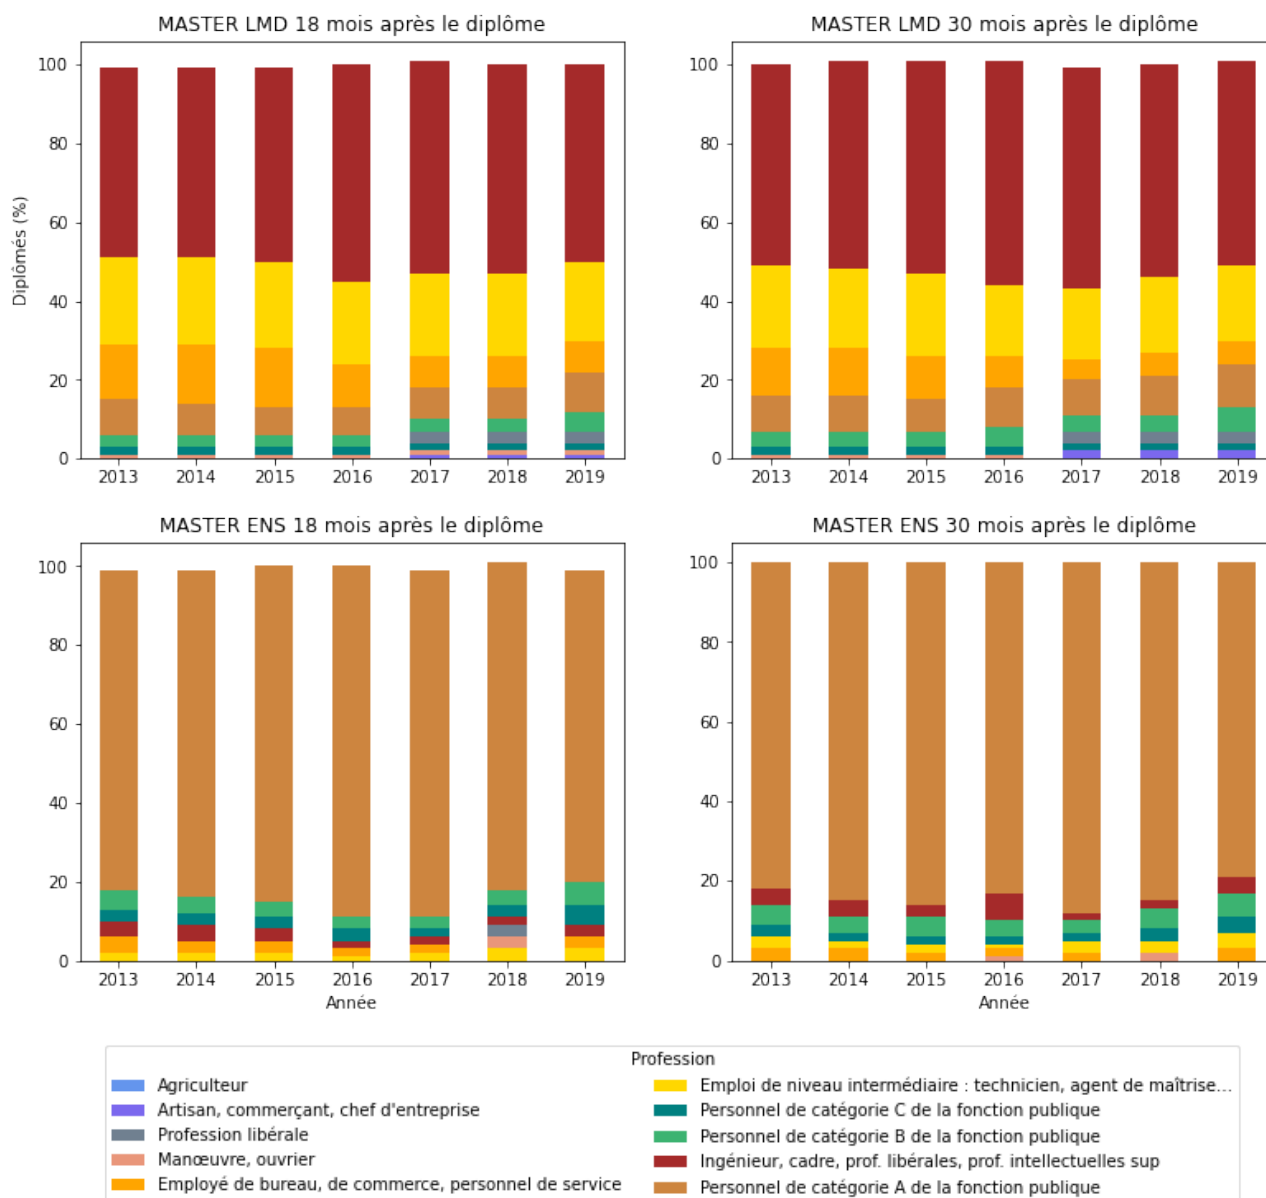 MASTER LMD 18 mois après le diplôme
MASTER LMD 30 mois après le diplôme
Diplômés (%)
100
80
60
40
20
0
2013 2014 2015 2016 2017 2018 2019
100
80
60
40
20
0
2013 2014 2015 2016 2017 2018 2019
MASTER ENS 18 mois après le diplôme
MASTER ENS 30 mois après le diplôme
100
80
60
40
20
0
2013 2014 2015 2016 2017 2018 2019
Année
100
80
60
40
20
0
2013 2014 2015 2016 2017 2018 2019
Année
Profession
Agriculteur
Artisan, commerçant, chef d'entreprise
Profession libérale
Manœuvre, ouvrier
Employé de bureau, de commerce, personnel de service
Emploi de niveau intermédiaire : technicien, agent de maîtrise...
Personnel de catégorie C de la fonction publique
Personnel de catégorie B de la fonction publique
Ingénieur, cadre, prof. libérales, prof. intellectuelles sup
Personnel de catégorie A de la fonction publique